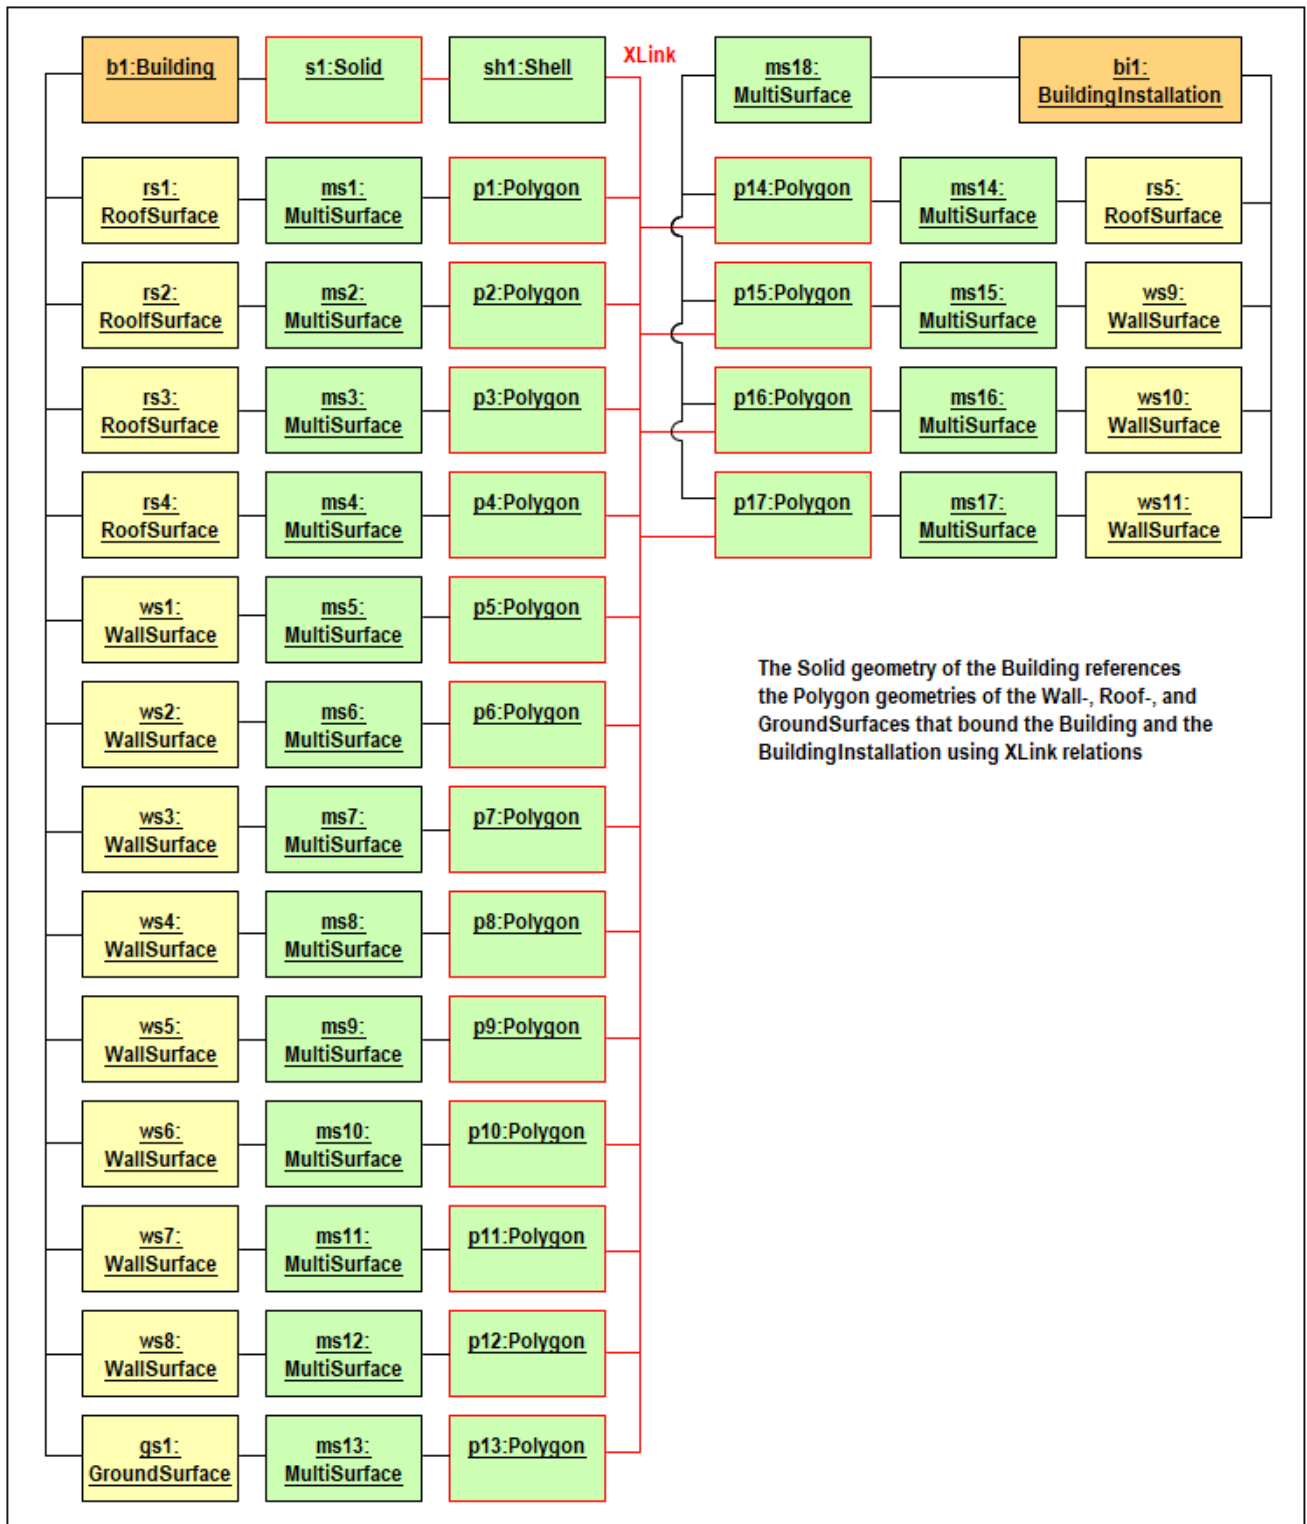 b1:Building
s1:Solid
sh1:Shell
XLink
ms18:
MultiSurface
bi1:
BuildingInstallation
rs1:
RoofSurface
ms1:
MultiSurface
p1:Polygon
p14:Polygon
ms14:
MultiSurface
rs5:
RoofSurface
rs2:
RoolfSurface
ms2:
MultiSurface
p2:Polygon
p15:Polygon
ms15:
MultiSurface
ws9:
WallSurface
rs3:
RoofSurface
ms3:
MultiSurface
p3:Polygon
p16:Polygon
ms16:
MultiSurface
ws10:
WallSurface
rs4:
RoofSurface
ms4:
MultiSurface
p4:Polygon
p17:Polygon
ms17:
MultiSurface
ws11:
WallSurface
ws1:
WallSurface
ms5:
MultiSurface
p5:Polygon
The Solid geometry of the Building references
the Polygon geometries of the Wall-, Roof-, and
GroundSurfaces that bound the Building and the
BuildingInstallation using XLink relations
ws2:
WallSurface
ms6:
MultiSurface
p6:Polygon
ws3:
WallSurface
ms7:
MultiSurface
p7:Polygon
ws4:
WallSurface
ms8:
MultiSurface
p8:Polygon
ws5:
WallSurface
ms9:
MultiSurface
p9:Polygon
ws6:
WallSurface
ms10:
MultiSurface
p10:Polygon
ws7:
WallSurface
ms11:
MultiSurface
p11:Polygon
ws8:
WallSurface
ms12:
MultiSurface
p12:Polygon
gs1:
GroundSurface
ms13:
MultiSurface
p13:Polygon